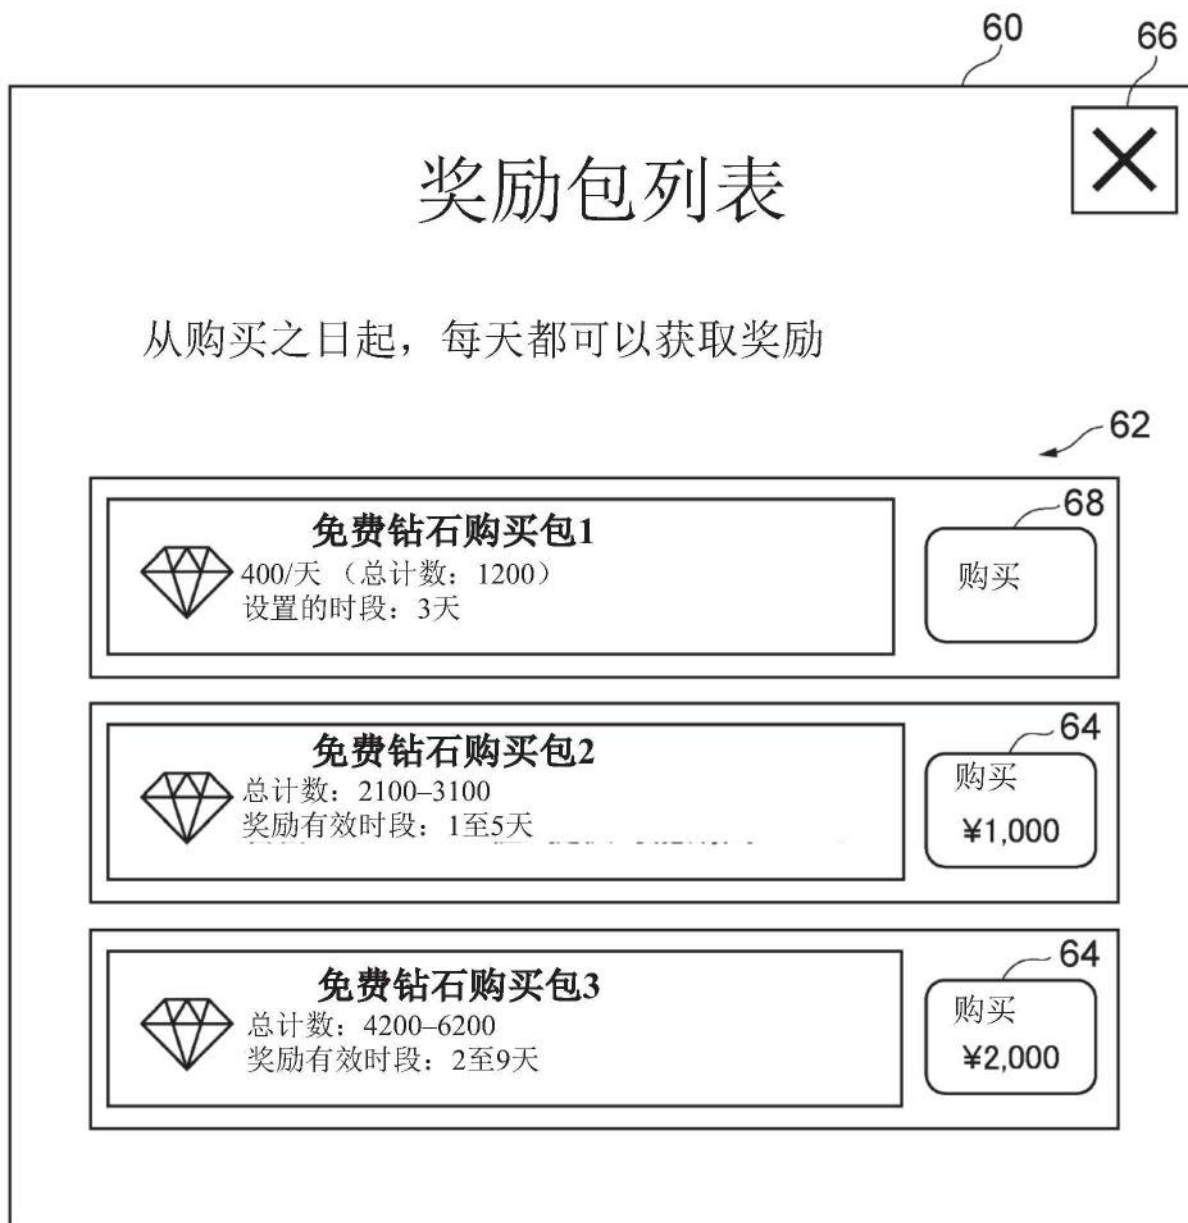 60
66
奖励包列表
从购买之日起，每天都可以获取奖励
62
68
免费钻石购买包1
400/天 （总计数：1200）
设置的时段：3天
购买
64
免费钻石购买包2
总计数：2100–3100
奖励有效时段：1至5天
购买
¥1,000
64
免费钻石购买包3
总计数：4200–6200
奖励有效时段：2至9天
购买
¥2,000